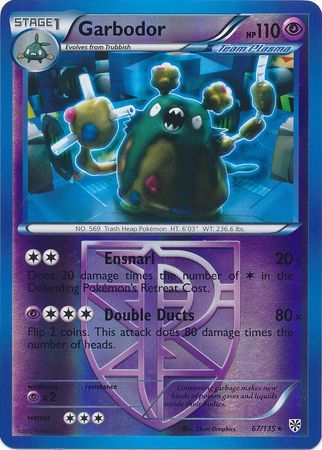 STAGE1
Garbodor
HP110
Evolves from Trubbish
Team Plasma
NO. 569 Trash Heap Pokémon HT: 6'03" WT: 236.6 lbs.
Ensnarl 20×
Does 20 damage times the number of in the
Defending Pokémon's Retreat Cost.
Double Ducts 80×
Flip 2 coins. This attack does 80 damage times the
number of heads.
weakness
resistance
×2
retreat
Consuming garbage makes new
kinds of poison gases and liquids
inside their bodies.
Illus. 5ban Graphics
67/135★
©2012 Pokémon